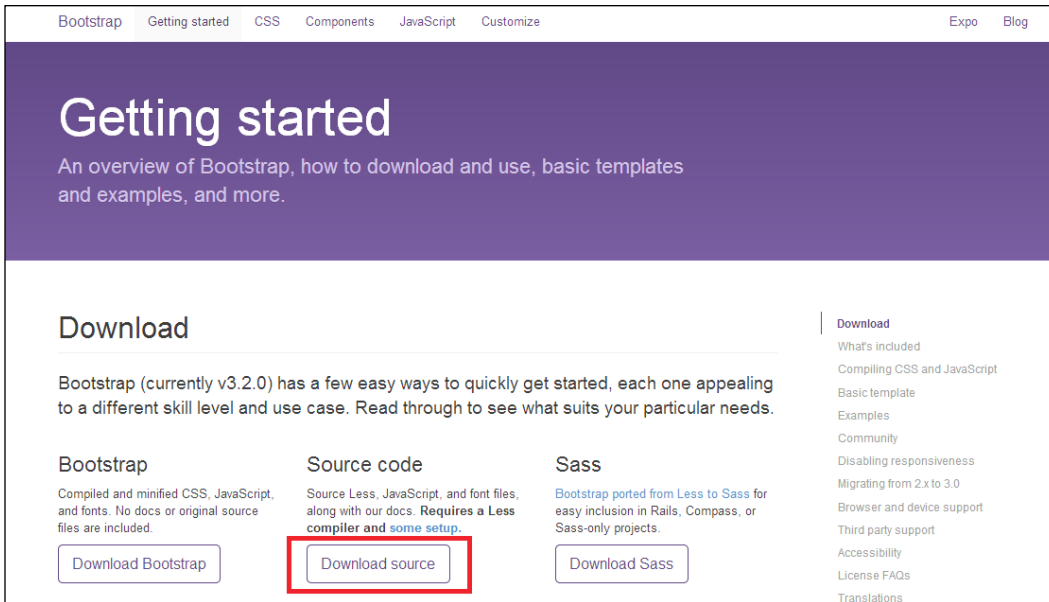 Bootstrap Getting started CSS Components JavaScript Customize Expo Blog
Getting started
An overview of Bootstrap, how to download and use, basic templates
and examples, and more.
Download
Bootstrap (currently v3.2.0) has a few easy ways to quickly get started, each one appealing
to a different skill level and use case. Read through to see what suits your particular needs.
Bootstrap
Compiled and minified CSS, JavaScript,
and fonts. No docs or original source
files are included.
Download Bootstrap
Source code
Source Less, JavaScript, and font files,
along with our docs. Requires a Less
compiler and some setup.
Download source
Sass
Bootstrap ported from Less to Sass for
easy inclusion in Rails, Compass, or
Sass-only projects.
Download Sass
Download
What's included
Compiling CSS and JavaScript
Basic template
Examples
Community
Disabling responsiveness
Migrating from 2.x to 3.0
Browser and device support
Third party support
Accessibility
License FAQs
Translations